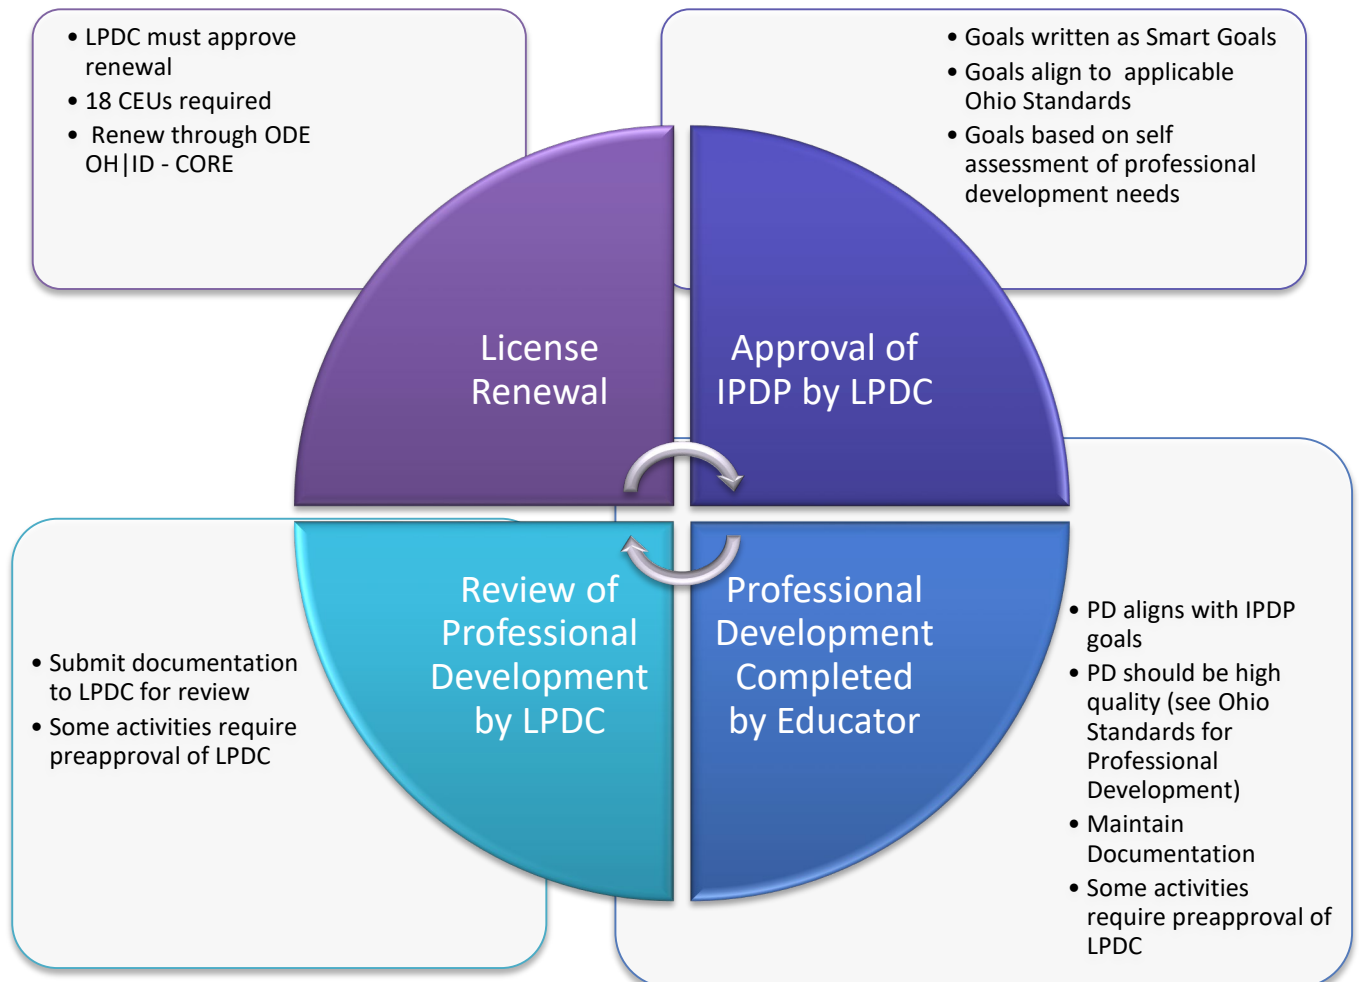 • LPDC must approve
renewal
• 18 CEUs required
• Renew through ODE
OH|ID - CORE
• Goals written as Smart Goals
• Goals align to applicable
Ohio Standards
• Goals based on self
assessment of professional
development needs
License
Renewal
Approval of
IPDP by LPDC
Review of
Professional
Development
by LPDC
Professional
Development
Completed
by Educator
• Submit documentation
to LPDC for review
• Some activities require
preapproval of LPDC
• PD aligns with IPDP
goals
• PD should be high
quality (see Ohio
Standards for
Professional
Development)
• Maintain
Documentation
• Some activities
require preapproval of
LPDC